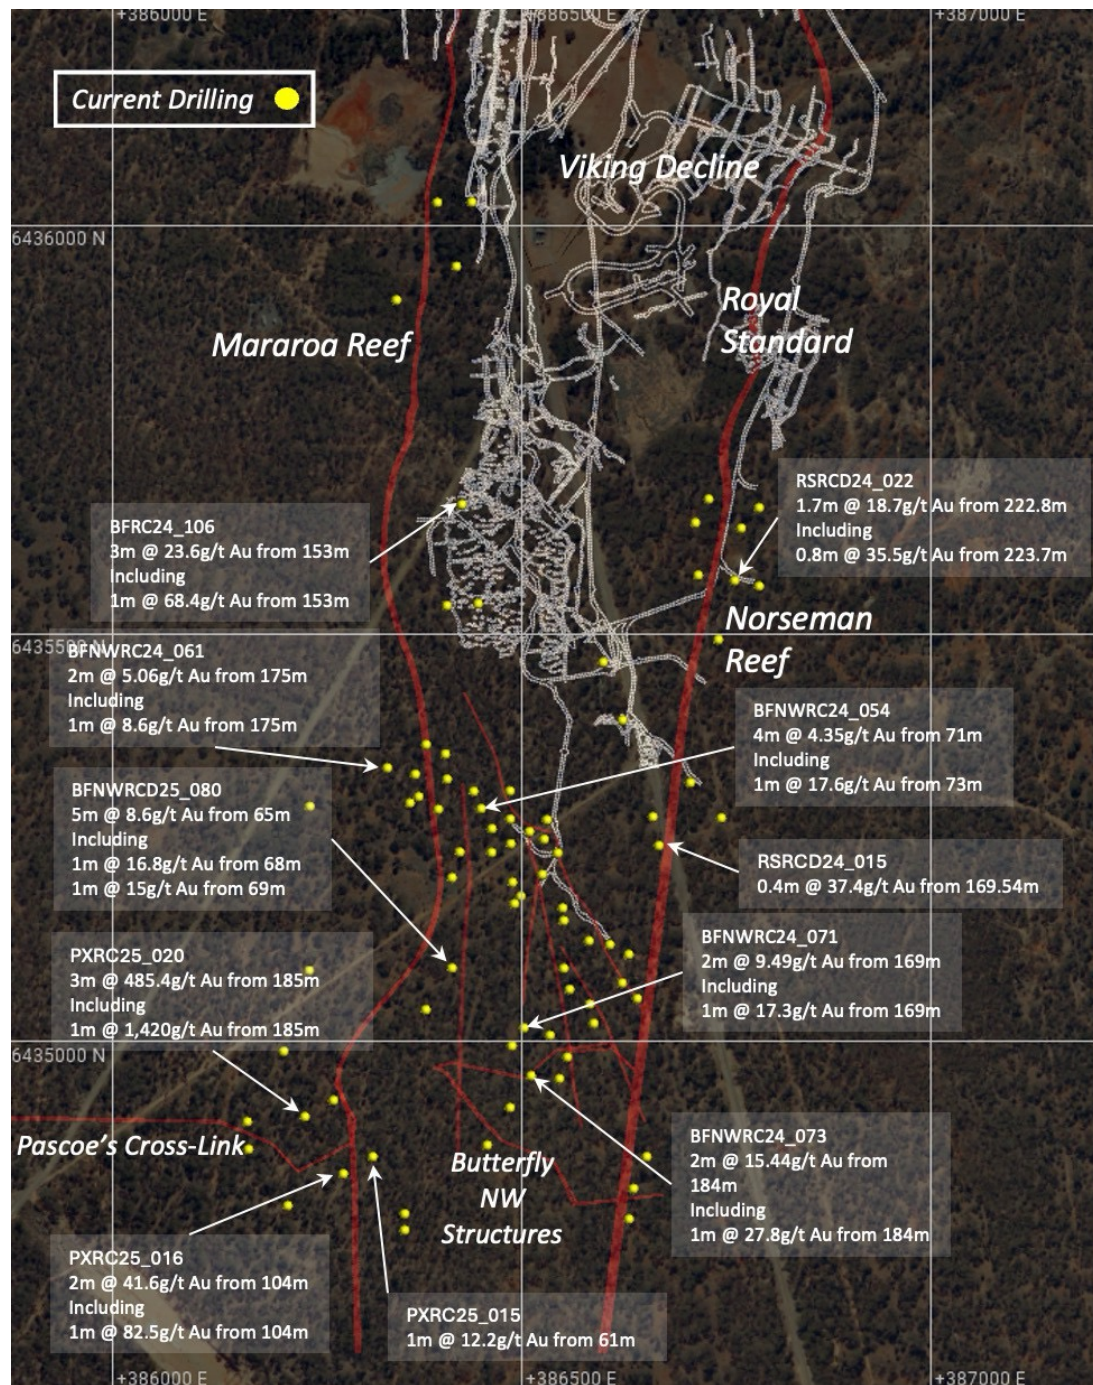 +386000 E
+386500 E
+387000 E
Current Drilling
Viking Decline
6436000 N
Royal
Standard
Mararoa Reef
RSRCD24_022
1.7m @ 18.7g/t Au from 222.8m
Including
0.8m @ 35.5g/t Au from 223.7m
BFRC24_106
3m @ 23.6g/t Au from 153m
Including
1m @ 68.4g/t Au from 153m
Norseman
Reef
6435500 N
BFNWRC24_061
2m @ 5.06g/t Au from 175m
Including
1m @ 8.6g/t Au from 175m
BFNWRC24_054
4m @ 4.35g/t Au from 71m
Including
1m @ 17.6g/t Au from 73m
BFNWRCD25_080
5m @ 8.6g/t Au from 65m
Including
1m @ 16.8g/t Au from 68m
1m @ 15g/t Au from 69m
RSRCD24_015
0.4m @ 37.4g/t Au from 169.54m
BFNWRC24_071
2m @ 9.49g/t Au from 169m
Including
1m @ 17.3g/t Au from 169m
PXRC25_020
3m @ 485.4g/t Au from 185m
Including
1m @ 1,420g/t Au from 185m
6435000 N
Pascoe's Cross-Link
BFNWRC24_073
2m @ 15.44g/t Au from
184m
Including
1m @ 27.8g/t Au from 184m
Butterfly
NW
Structures
PXRC25_016
2m @ 41.6g/t Au from 104m
Including
1m @ 82.5g/t Au from 104m
PXRC25_015
1m @ 12.2g/t Au from 61m
+386000 E
+386500 E
+387000 E